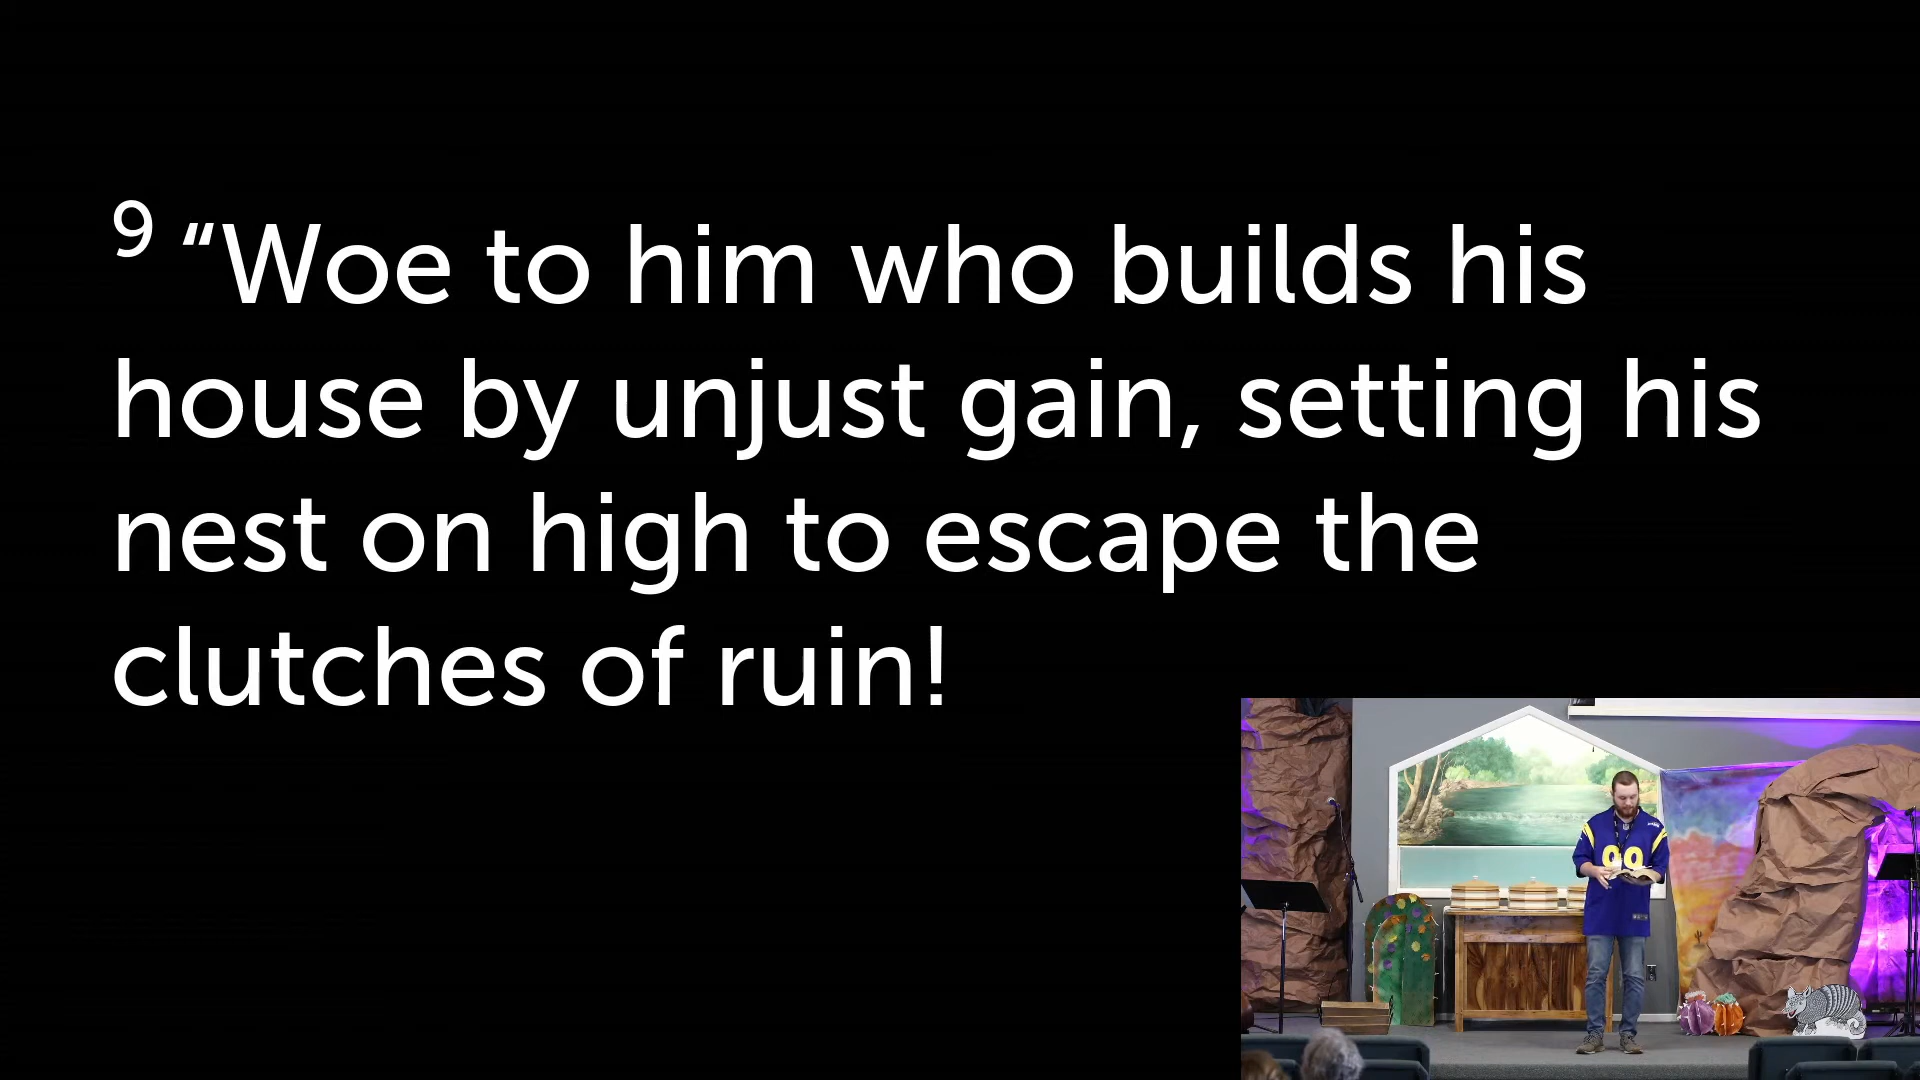 9 “Woe to him who builds his
house by unjust gain, setting his
nest on high to escape the
clutches of ruin!
99